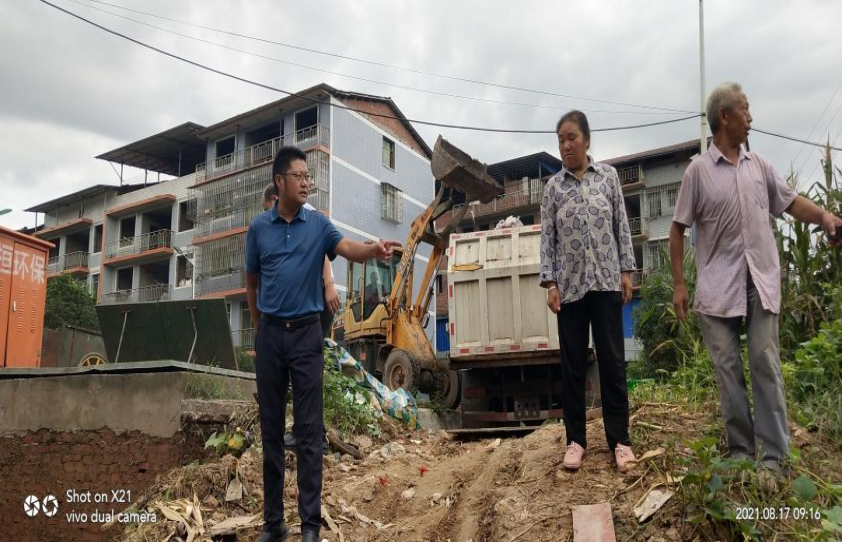 恒环保
Shot on X21
vivo dual camera
2021.08.17 09:16